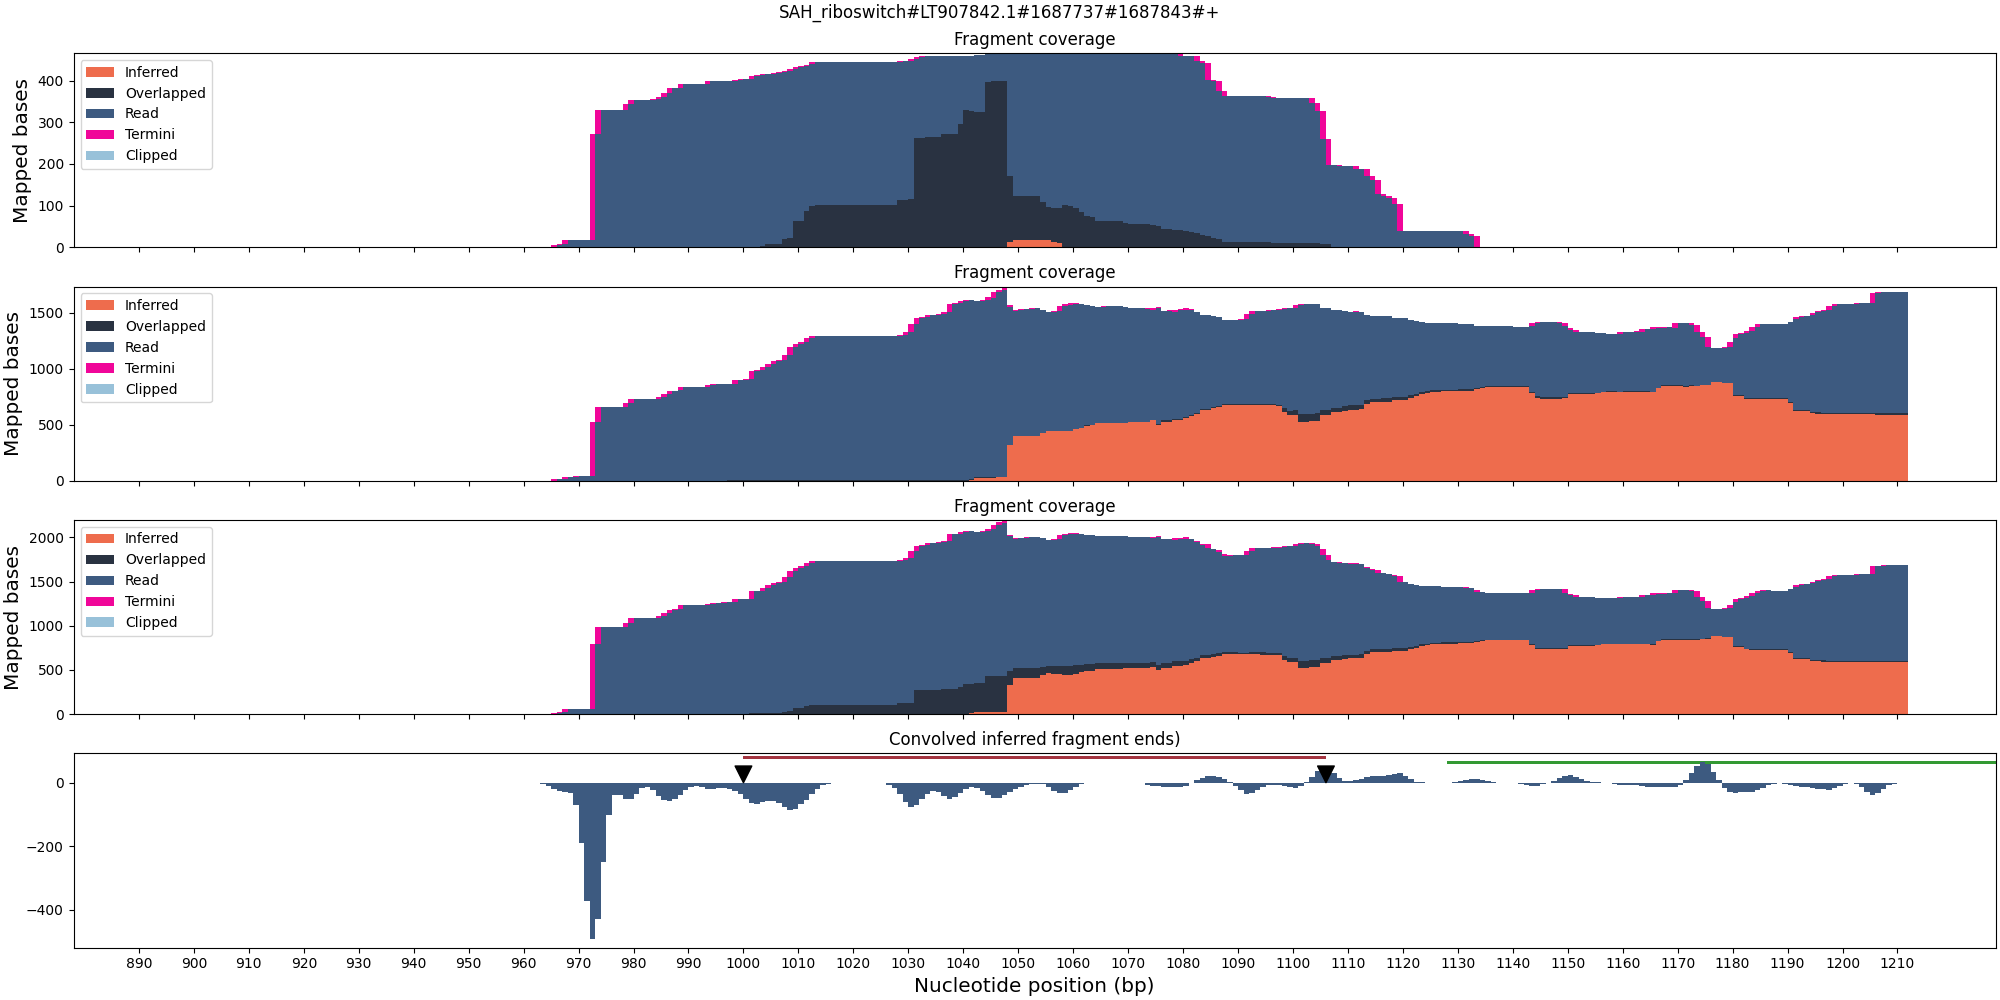 SAH_riboswitch#LT907842.1#1687737#1687843#+
Fragment coverage
Mapped bases
400
300
200
100
0
Inferred
Overlapped
Read
Termini
Clipped
Fragment coverage
Mapped bases
1500
1000
500
0
Inferred
Overlapped
Read
Termini
Clipped
Fragment coverage
Mapped bases
2000
1500
1000
500
0
Inferred
Overlapped
Read
Termini
Clipped
Convolved inferred fragment ends)
0
−200
−400
890 900 910 920 930 940 950 960 970 980 990 1000 1010 1020 1030 1040 1050 1060 1070 1080 1090 1100 1110 1120 1130 1140 1150 1160 1170 1180 1190 1200 1210
Nucleotide position (bp)